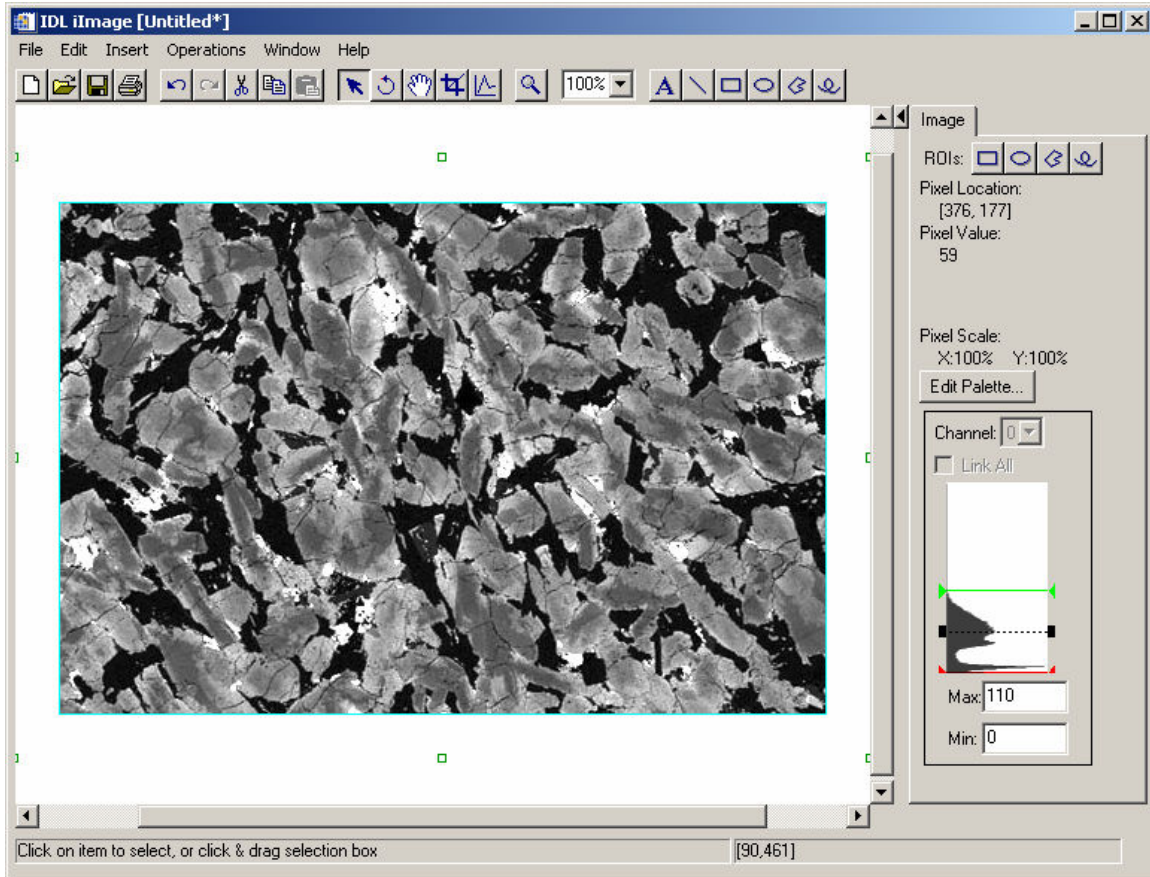 IDL iImage [Untitled*]
File Edit Insert Operations Window Help
100% A
Image
ROIs:
Pixel Location:
[376, 177]
Pixel Value:
59
Pixel Scale:
X:100% Y:100%
Edit Palette...
Channel: 0
Link All
Max: 110
Min: 0
Click on item to select, or click & drag selection box [90,461]